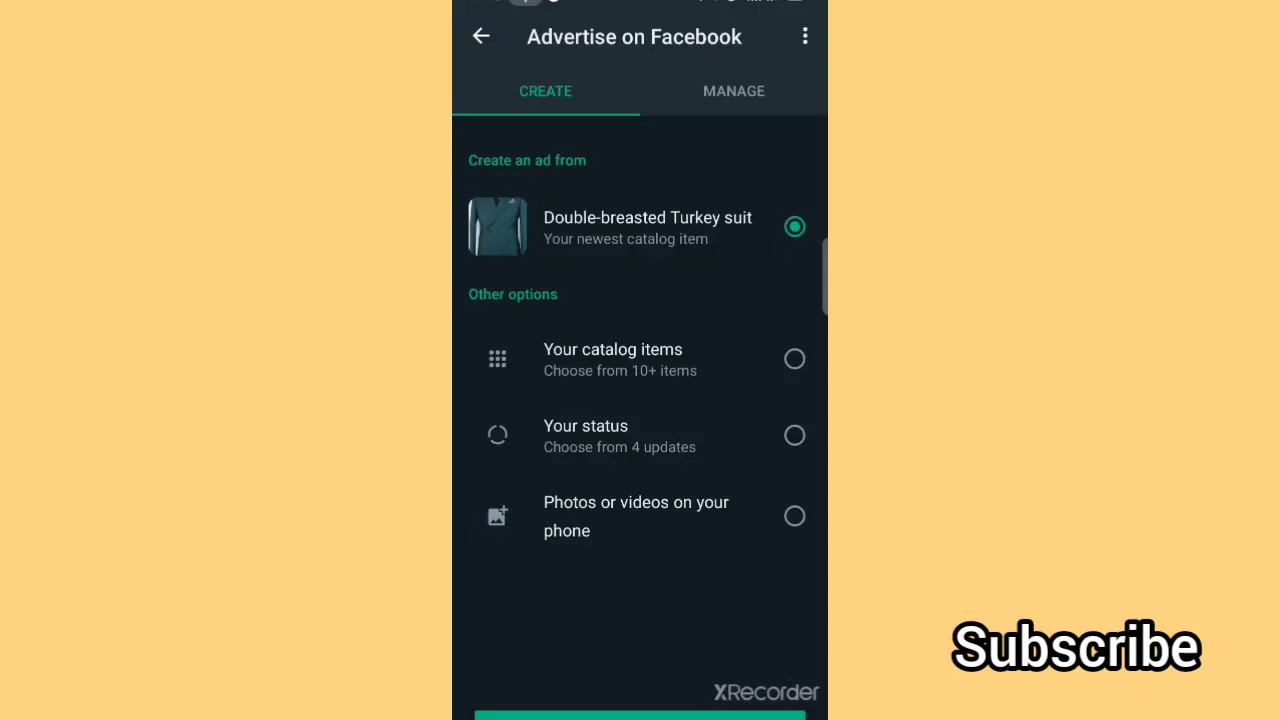 Advertise on Facebook
CREATE
MANAGE
Create an ad from
Double-breasted Turkey suit
Your newest catalog item
Other options
Your catalog items
Choose from 10+ items
Your status
Choose from 4 updates
Photos or videos on your
phone
Subscribe
XRecorder